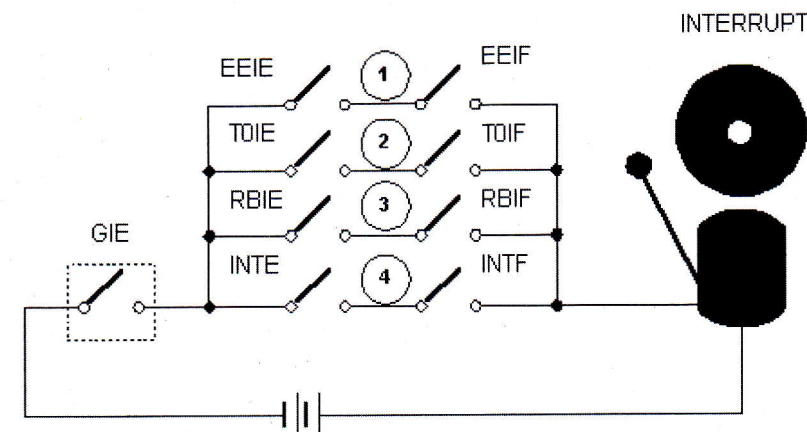 INTERRUPT
EEIE 1 EEIF
T0IE 2 T0IF
RBIE 3 RBIF
GIE
INTE 4 INTF